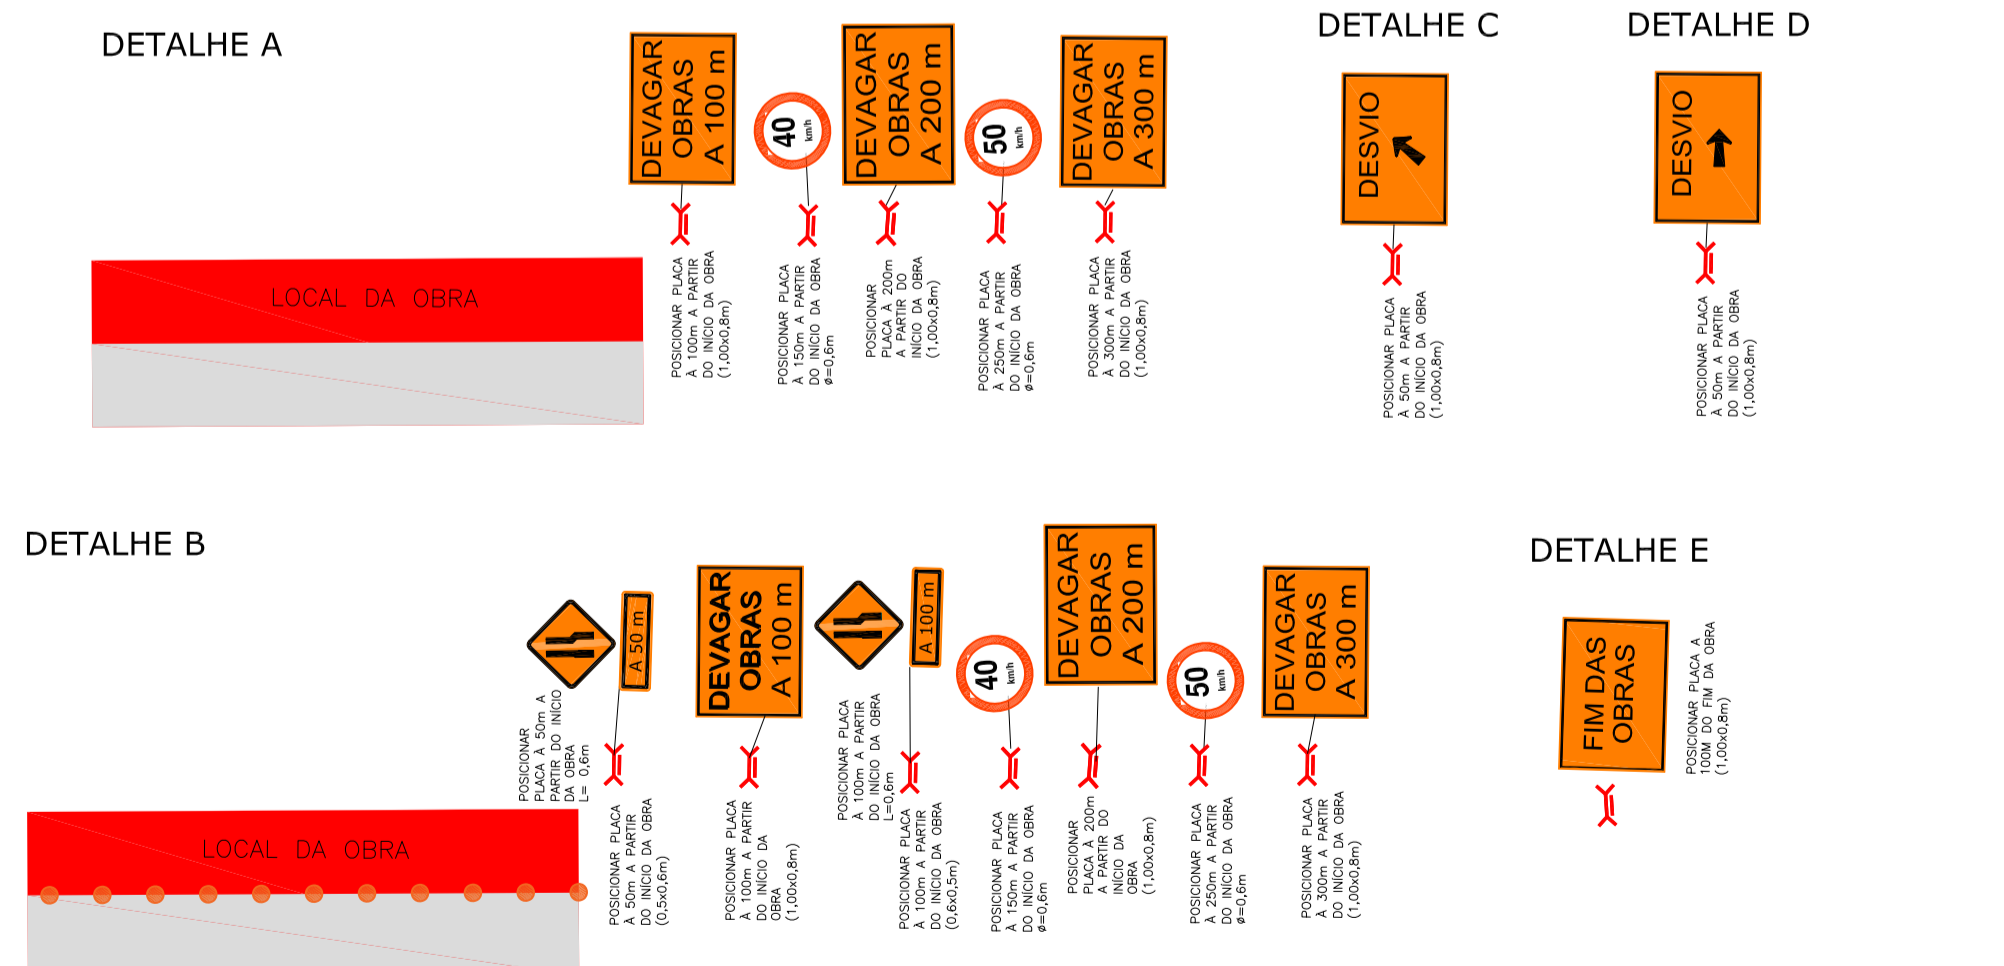 DETALHE A
DEVAGAR
OBRAS
A 100 m
POSICIONAR PLACA
À 100m A PARTIR
DO INÍCIO DA OBRA
(1,00x0,8m)
40
km/h
POSICIONAR PLACA
À 150m A PARTIR
DO INÍCIO DA OBRA
ø=0,6m
DEVAGAR
OBRAS
A 200 m
POSICIONAR
PLACA À 200m
A PARTIR DO
INÍCIO DA OBRA
(1,00x0,8m)
50
km/h
POSICIONAR PLACA
À 250m A PARTIR
DO INÍCIO DA OBRA
ø=0,6m
DEVAGAR
OBRAS
A 300 m
POSICIONAR PLACA
À 300m A PARTIR
DO INÍCIO DA OBRA
(1,00x0,8m)
LOCAL DA OBRA
DETALHE C
DESVIO
POSICIONAR PLACA
À 50m A PARTIR
DO INÍCIO DA OBRA
(1,00x0,8m)
DETALHE D
DESVIO
POSICIONAR PLACA
À 50m A PARTIR
DO INÍCIO DA OBRA
(1,00x0,8m)
DETALHE B
POSICIONAR
PLACA À 50m A
PARTIR DO INÍCIO
DA OBRA
L= 0,6m
A 50 m
POSICIONAR PLACA
À 50m A PARTIR
DO INÍCIO DA OBRA
(0,5x0,6m)
DEVAGAR
OBRAS
A 100 m
POSICIONAR PLACA
À 100m A PARTIR
DO INÍCIO DA
OBRA
(1,00x0,8m)
POSICIONAR PLACA
À 100m A PARTIR
DO INÍCIO DA OBRA
L=0,6m
A 100 m
POSICIONAR PLACA
À 100m A PARTIR
DO INÍCIO DA OBRA
(0,6x0,5m)
40
km/h
POSICIONAR PLACA
À 150m A PARTIR
DO INÍCIO DA OBRA
ø=0,6m
DEVAGAR
OBRAS
A 200 m
POSICIONAR
PLACA À 200m
A PARTIR DO
INÍCIO DA
OBRA
(1,00x0,8m)
50
km/h
POSICIONAR PLACA
À 250m A PARTIR
DO INÍCIO DA OBRA
ø=0,6m
DEVAGAR
OBRAS
A 300 m
POSICIONAR PLACA
À 300m A PARTIR
DO INÍCIO DA OBRA
(1,00x0,8m)
LOCAL DA OBRA
DETALHE E
FIM DAS
OBRAS
POSICIONAR PLACA A
100M DO FIM DA OBRA
(1,00x0,8m)